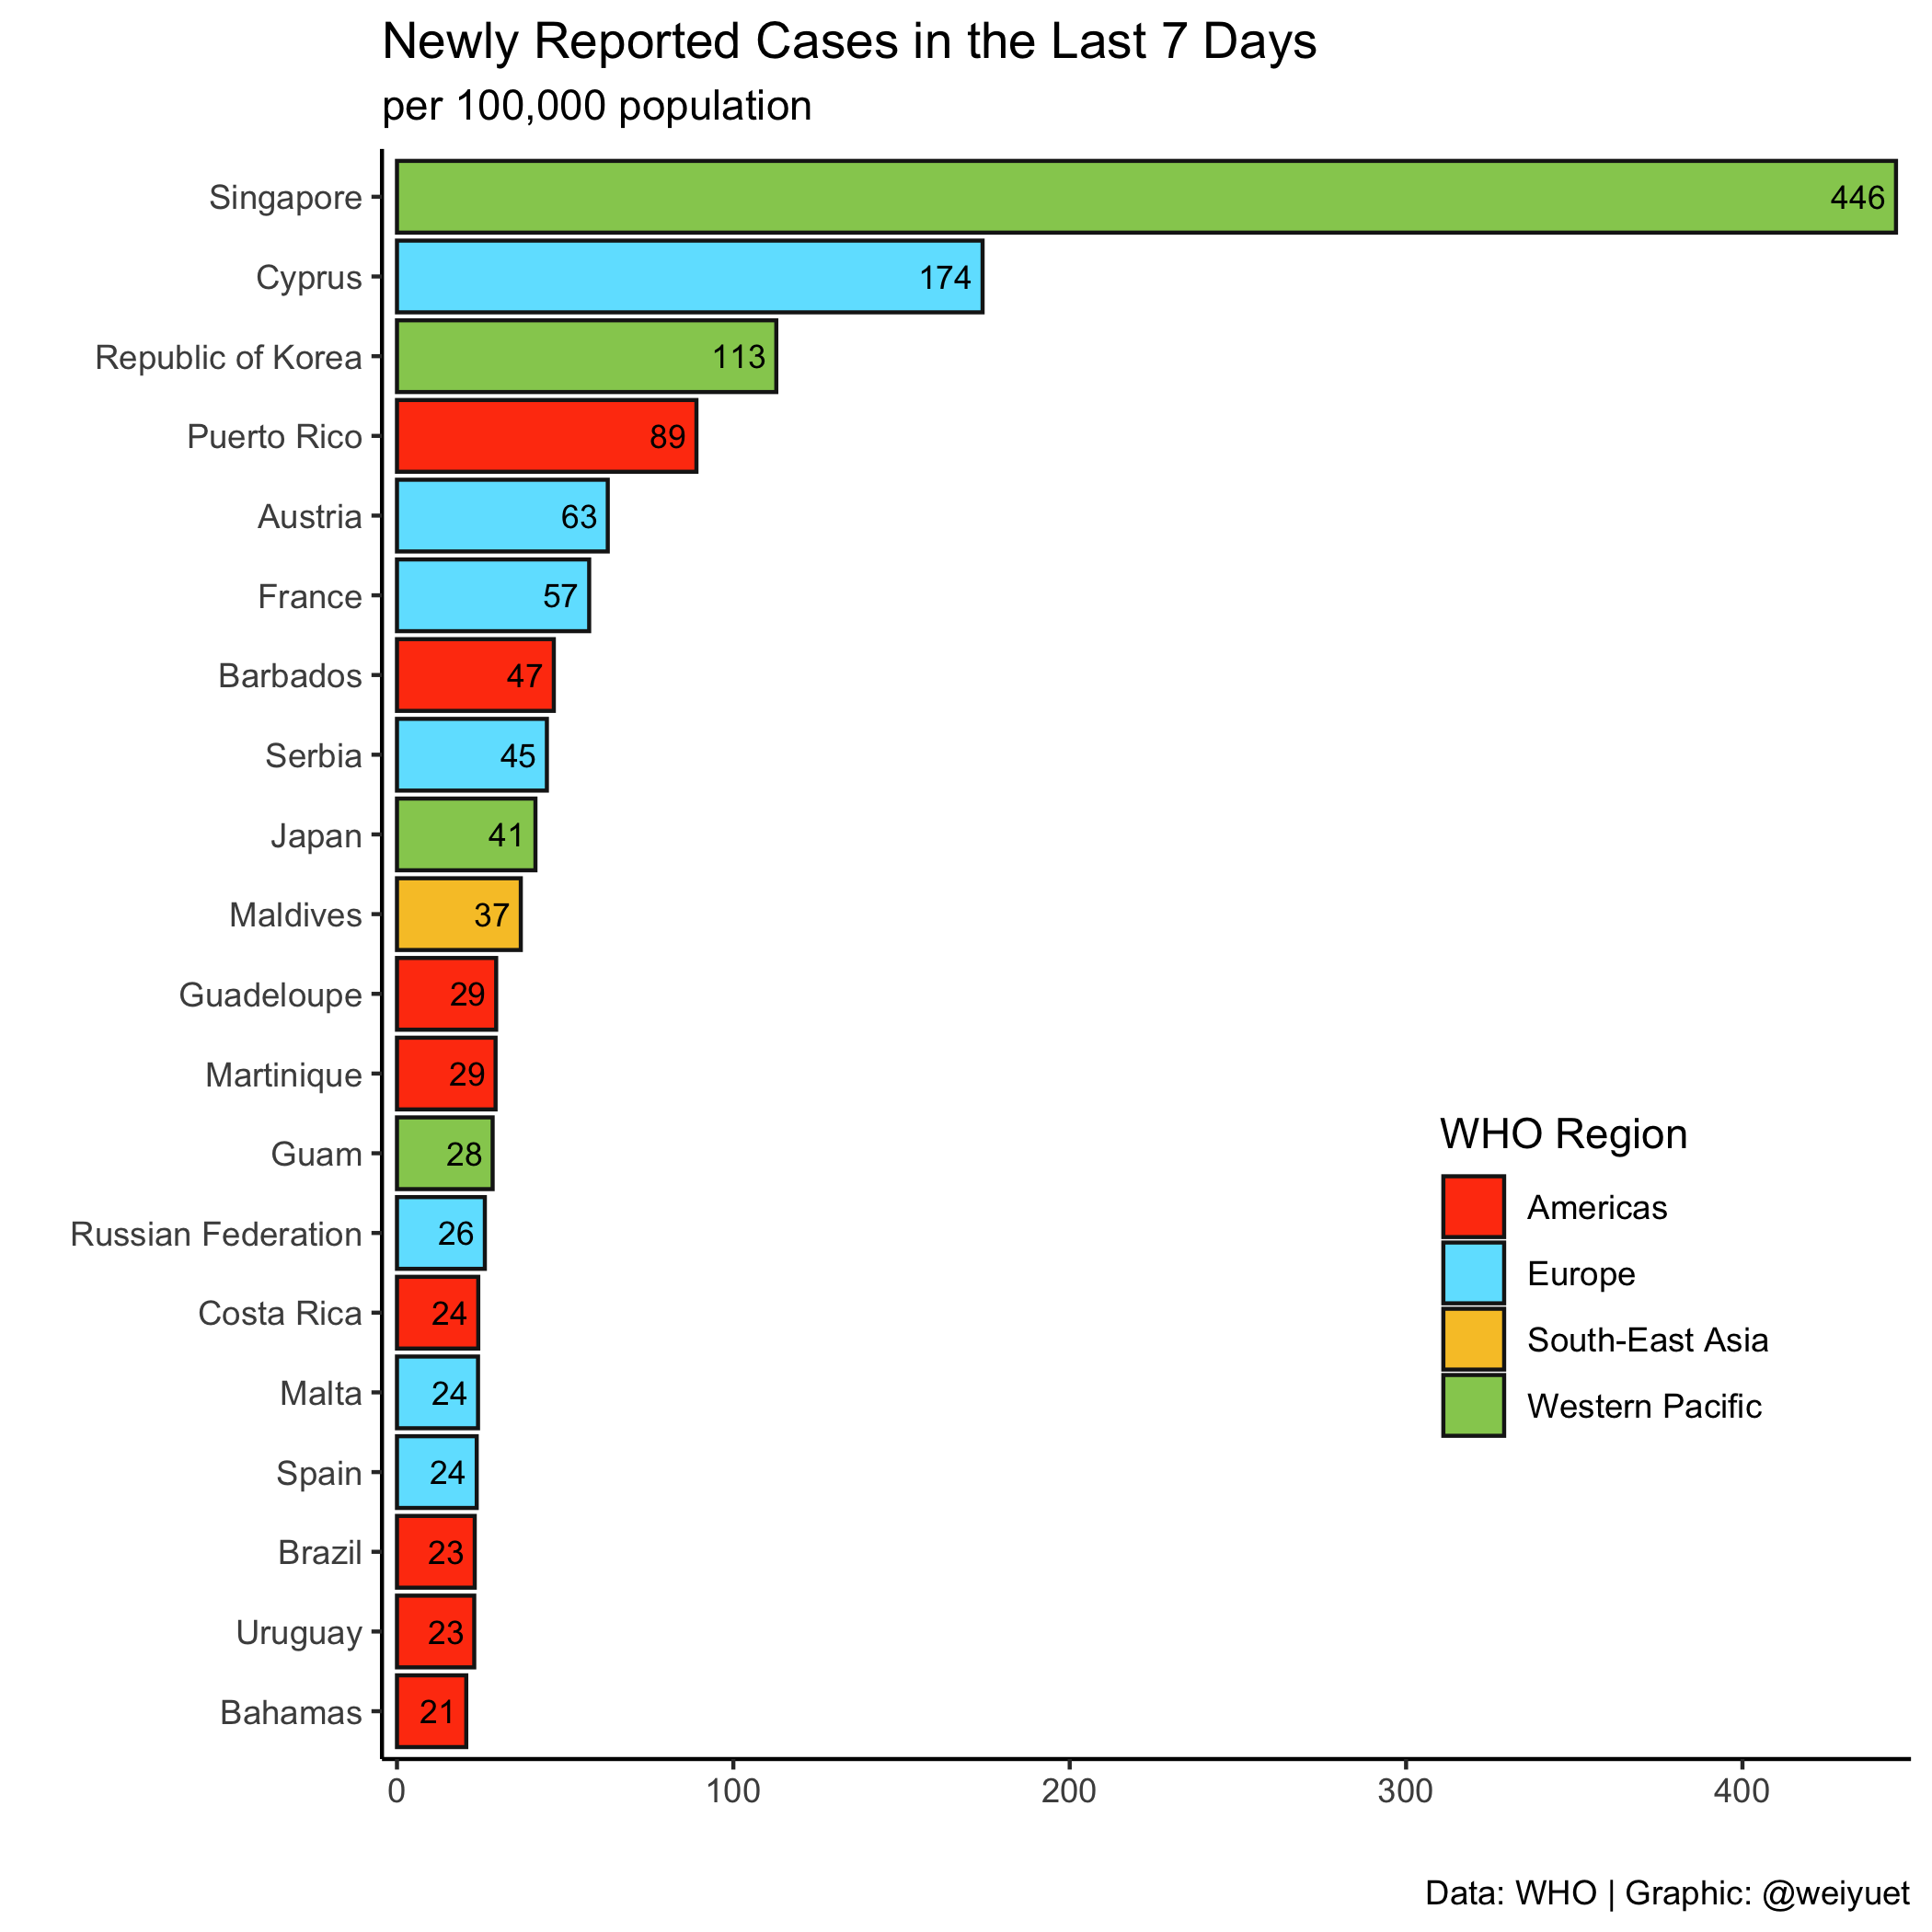 Newly Reported Cases in the Last 7 Days
per 100,000 population
Singapore 446
Cyprus 174
Republic of Korea 113
Puerto Rico 89
Austria 63
France 57
Barbados 47
Serbia 45
Japan 41
Maldives 37
Guadeloupe 29
Martinique 29
Guam 28
Russian Federation 26
Costa Rica 24
Malta 24
Spain 24
Brazil 23
Uruguay 23
Bahamas 21
0 100 200 300 400
WHO Region
Americas
Europe
South-East Asia
Western Pacific
Data: WHO | Graphic: @weiyuet